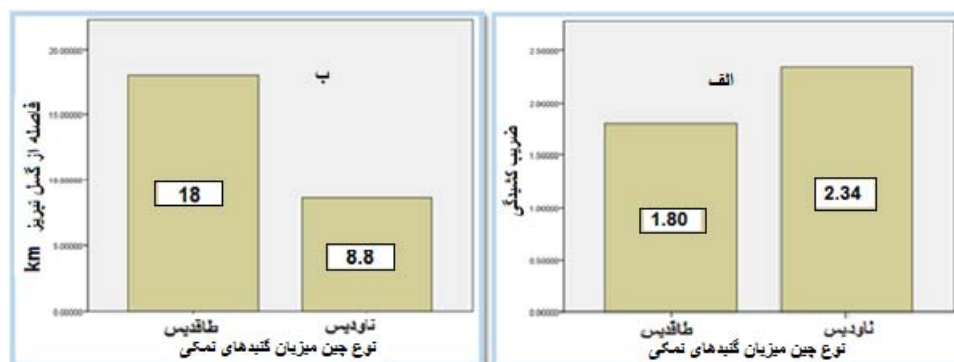 الف
ضریب کشیدگی
2.50000
2.00000
1.50000
1.00000
0.50000
0.00000
1.80
2.34
طاقدیس
ناودیس
نوع چین میزبان گنبدهای نمکی
ب
فاصله از گسل تبریز km
20.00000
15.00000
10.00000
5.00000
0.00000
18
8.8
طاقدیس
ناودیس
نوع چین میزبان گنبدهای نمکی